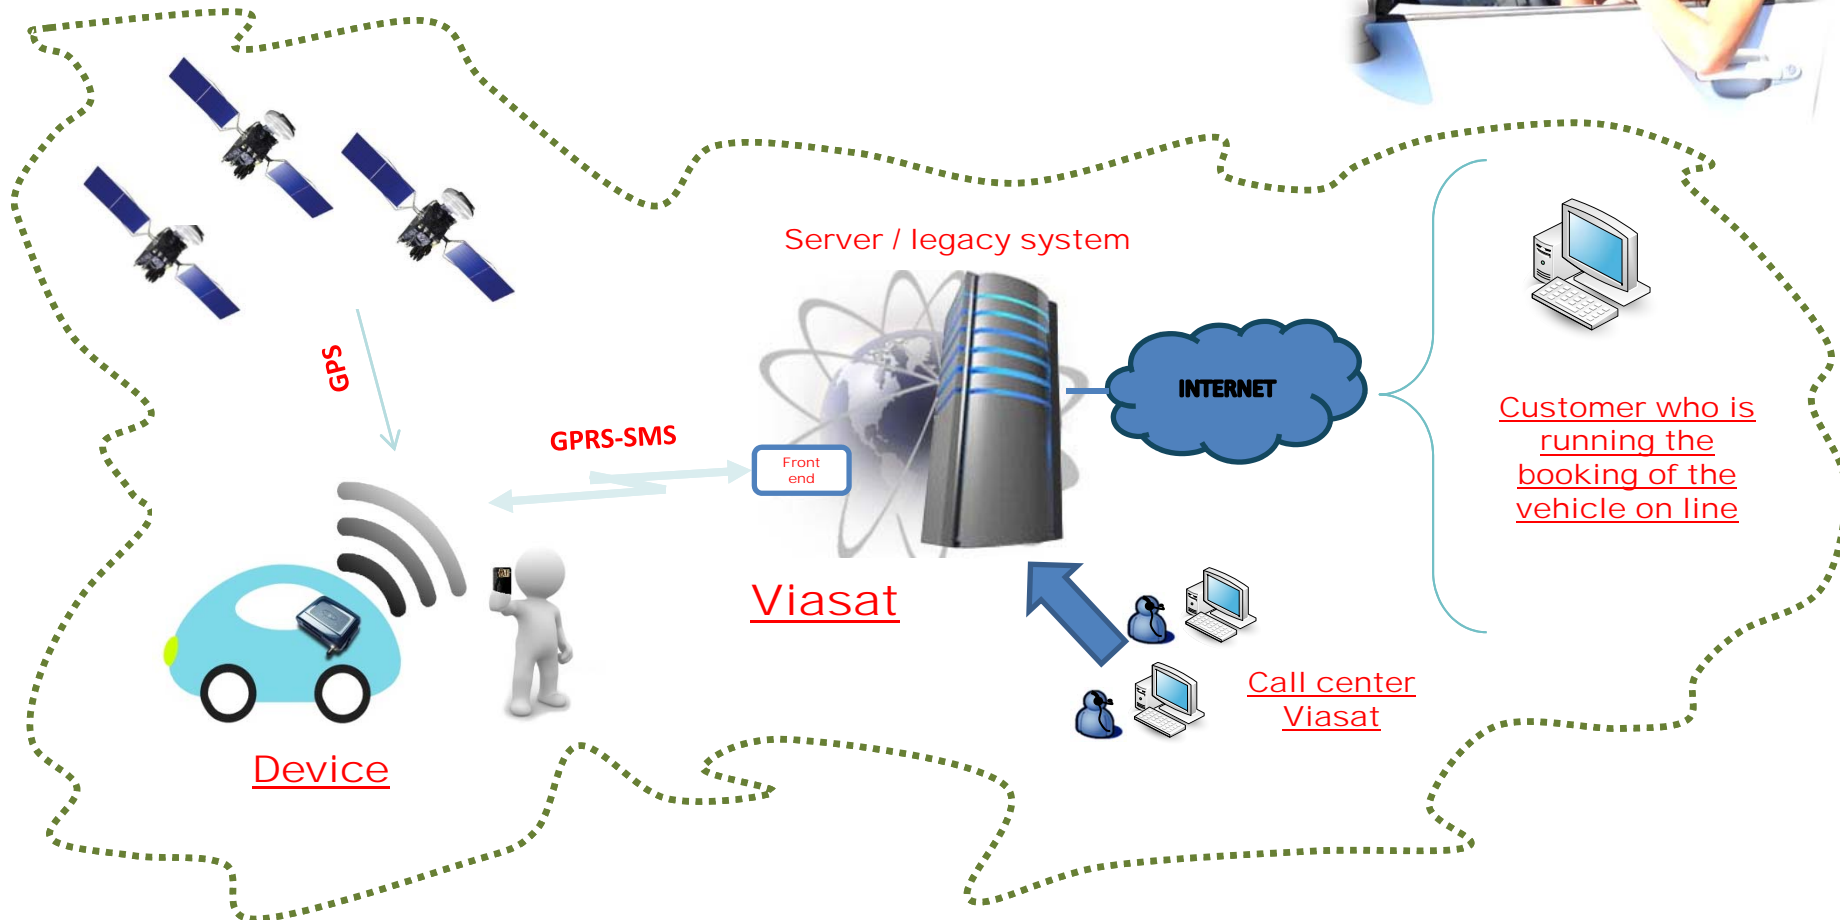 Server / legacy system
GPS
INTERNET
GPRS-SMS
Front
end
Customer who is
running the
booking of the
vehicle on line
Viasat
Call center
Viasat
Device